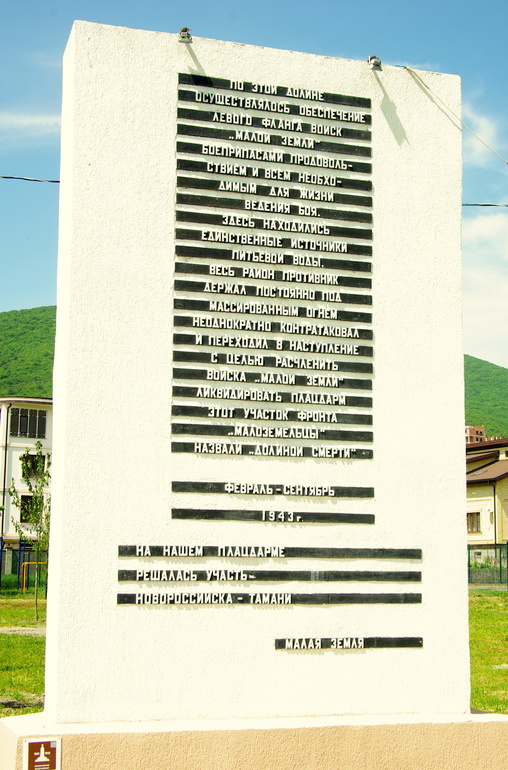 ПО ЭТОЙ ДОЛИНЕ
ОСУЩЕСТВЛЯЛОСЬ ОБЕСПЕЧЕНИЕ
ЛЕВОГО ФЛАНГА ВОЙСК
„МАЛОЙ ЗЕМЛИ“
БОЕПРИПАСАМИ ПРОДОВОЛЬ-
СТВИЕМ И ВСЕМ НЕОБХО-
ДИМЫМ ДЛЯ ЖИЗНИ
ВЕДЕНИЯ БОЯ.
ЗДЕСЬ НАХОДИЛИСЬ
ЕДИНСТВЕННЫЕ ИСТОЧНИКИ
ПИТЬЕВОЙ ВОДЫ.
ВЕСЬ РАЙОН ПРОТИВНИК
ДЕРЖАЛ ПОСТОЯННО ПОД
МАССИРОВАННЫМ ОГНЕМ
НЕОДНОКРАТНО КОНТРАТАКОВАЛ
И ПЕРЕХОДИЛ В НАСТУПЛЕНИЕ
С ЦЕЛЬЮ РАСЧЛЕНИТЬ
ВОЙСКА „МАЛОЙ ЗЕМЛИ“
ЛИКВИДИРОВАТЬ ПЛАЦДАРМ
ЭТОТ УЧАСТОК ФРОНТА
„МАЛОЗЕМЕЛЬЦЫ“
НАЗВАЛИ „ДОЛИНОЙ СМЕРТИ“
ФЕВРАЛЬ-СЕНТЯБРЬ
1943 г.
НА НАШЕМ ПЛАЦДАРМЕ
РЕШАЛАСЬ УЧАСТЬ-
НОВОРОССИЙСКА - ТАМАНИ
МАЛАЯ ЗЕМЛЯ